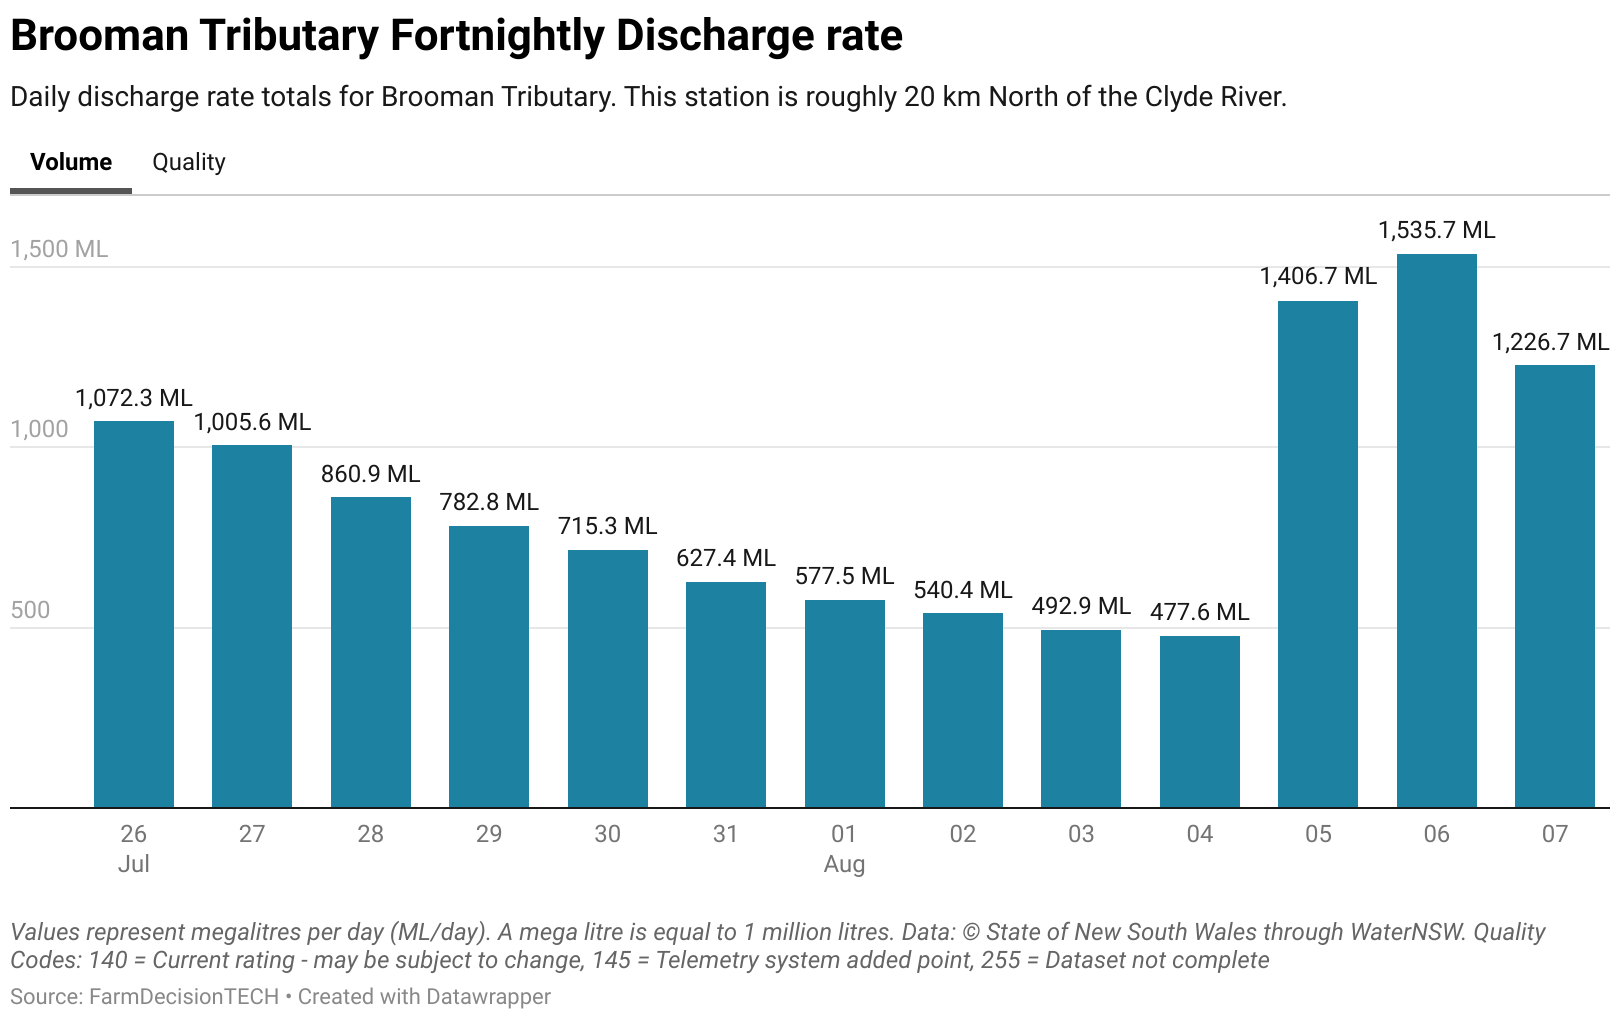 Brooman Tributary Fortnightly Discharge rate
Daily discharge rate totals for Brooman Tributary. This station is roughly 20 km North of the Clyde River.
Volume Quality
1,500 ML
1,000
500
1,072.3 ML
1,005.6 ML
860.9 ML
782.8 ML
715.3 ML
627.4 ML
577.5 ML
540.4 ML
492.9 ML
477.6 ML
1,406.7 ML
1,535.7 ML
1,226.7 ML
26 27 28 29 30 31 01 02 03 04 05 06 07
Jul Aug
Values represent megalitres per day (ML/day). A mega litre is equal to 1 million litres. Data: © State of New South Wales through WaterNSW. Quality
Codes: 140 = Current rating - may be subject to change, 145 = Telemetry system added point, 255 = Dataset not complete
Source: FarmDecisionTECH • Created with Datawrapper